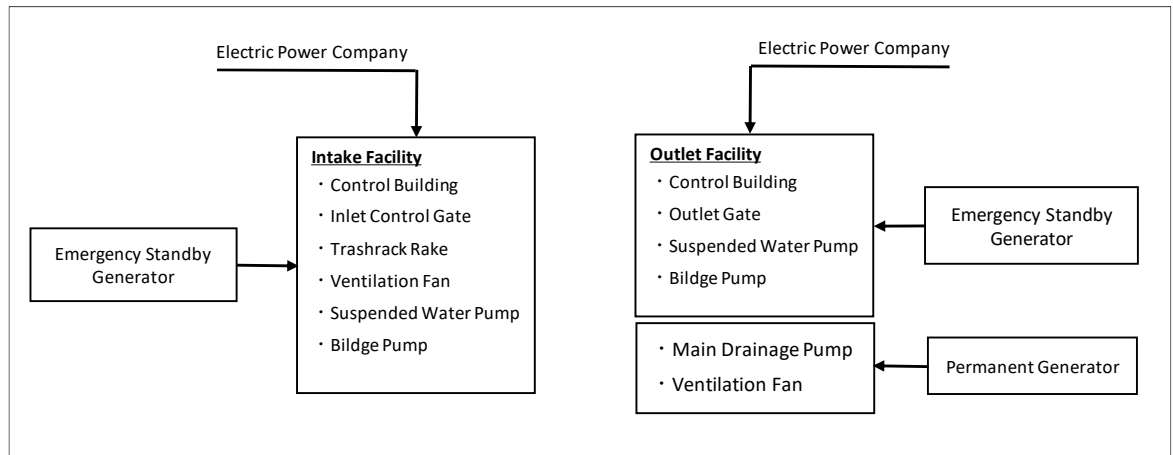 Electric Power Company
Intake Facility
・Control Building
・Inlet Control Gate
・Trashrack Rake
・Ventilation Fan
・Suspended Water Pump
・Bildge Pump
Emergency Standby
Generator
Electric Power Company
Outlet Facility
・Control Building
・Outlet Gate
・Suspended Water Pump
・Bildge Pump
Emergency Standby
Generator
・Main Drainage Pump
・Ventilation Fan
Permanent Generator